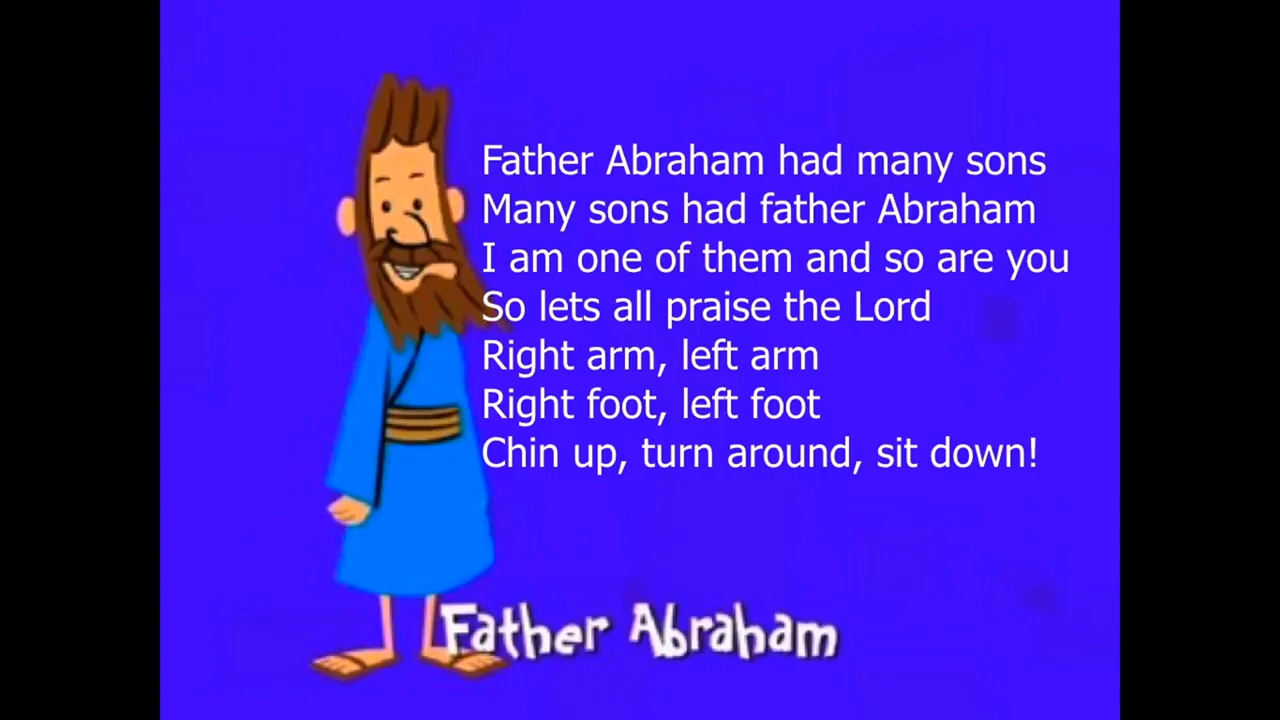 Father Abraham had many sons
Many sons had father Abraham
I am one of them and so are you
So lets all praise the Lord
Right arm, left arm
Right foot, left foot
Chin up, turn around, sit down!
Father Abraham